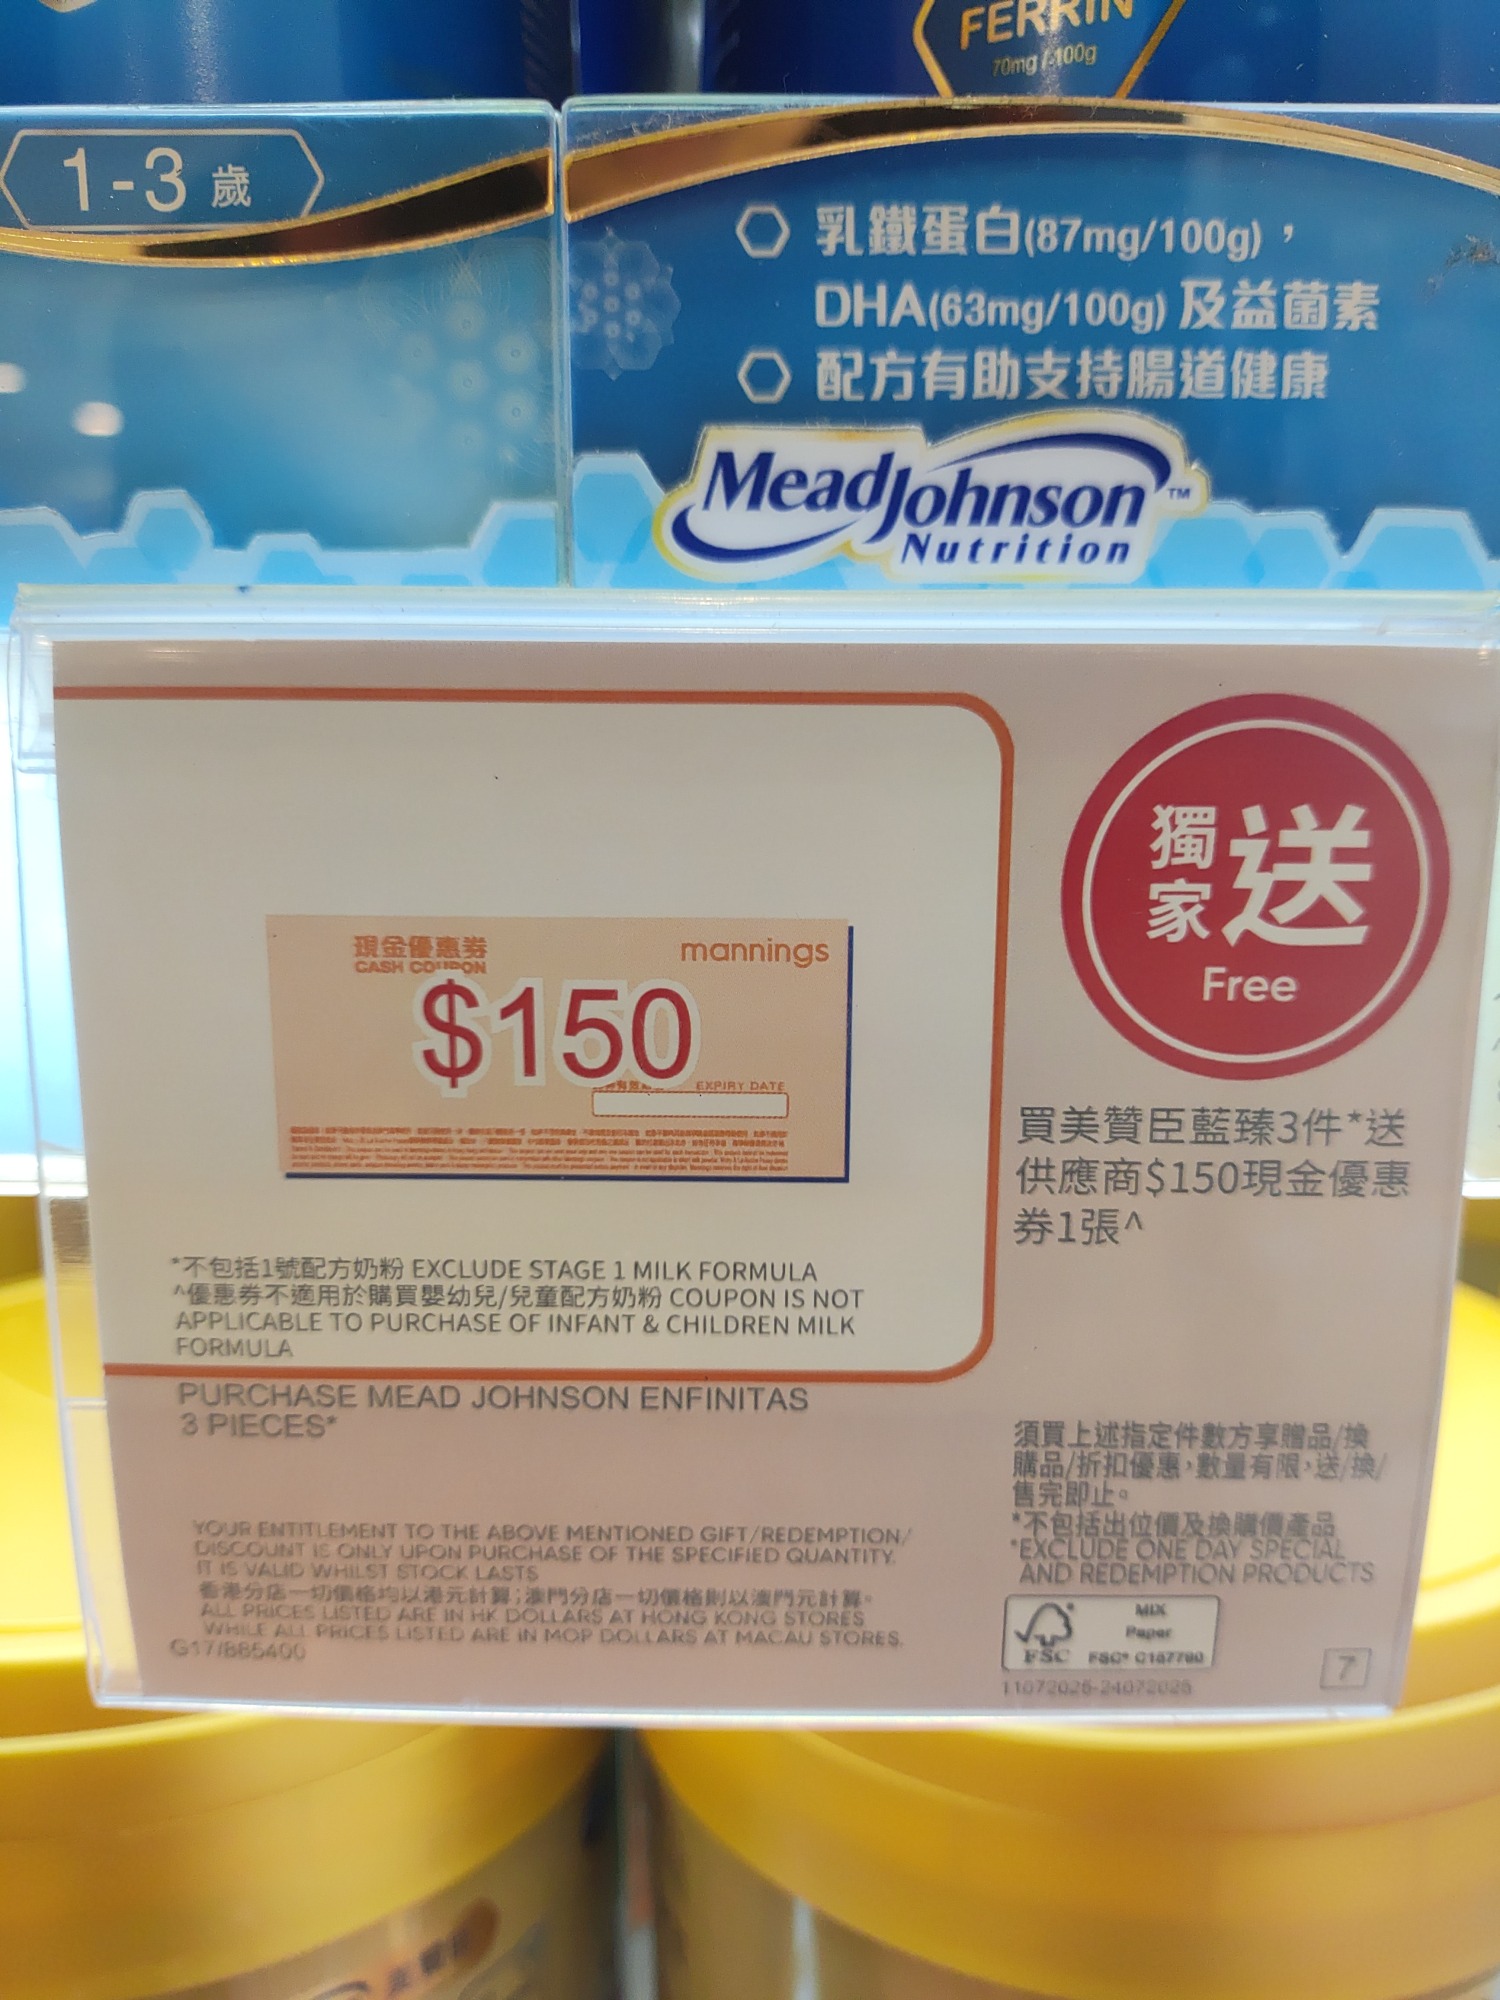 FERRIN
70mg / 100g
1-3 歲
乳鐵蛋白(87mg/100g)，
DHA(63mg/100g) 及益菌素
配方有助支持腸道健康
MeadJohnson™
Nutrition
現金優惠券
CASH COUPON
mannings
$150
EXPIRY DATE
*不包括1號配方奶粉 EXCLUDE STAGE 1 MILK FORMULA
^優惠券不適用於購買嬰幼兒/兒童配方奶粉 COUPON IS NOT
APPLICABLE TO PURCHASE OF INFANT & CHILDREN MILK
FORMULA
PURCHASE MEAD JOHNSON ENFINITAS
3 PIECES*
YOUR ENTITLEMENT TO THE ABOVE MENTIONED GIFT/REDEMPTION/
DISCOUNT IS ONLY UPON PURCHASE OF THE SPECIFIED QUANTITY.
IT IS VALID WHILST STOCK LASTS
香港分店一切價格均以港元計算；澳門分店一切價格則以澳門元計算。
ALL PRICES LISTED ARE IN HK DOLLARS AT HONG KONG STORES
WHILE ALL PRICES LISTED ARE IN MOP DOLLARS AT MACAU STORES.
G17/885400
獨家送
Free
買美贊臣藍臻3件*送
供應商$150現金優惠
券1張^
須買上述指定件數方享贈品/換
購品/折扣優惠，數量有限，送/換/
售完即止。
*不包括出位價及換購價產品
*EXCLUDE ONE DAY SPECIAL
AND REDEMPTION PRODUCTS
FSC
MIX
Paper
FSC® C157790
11072025-24072025
7